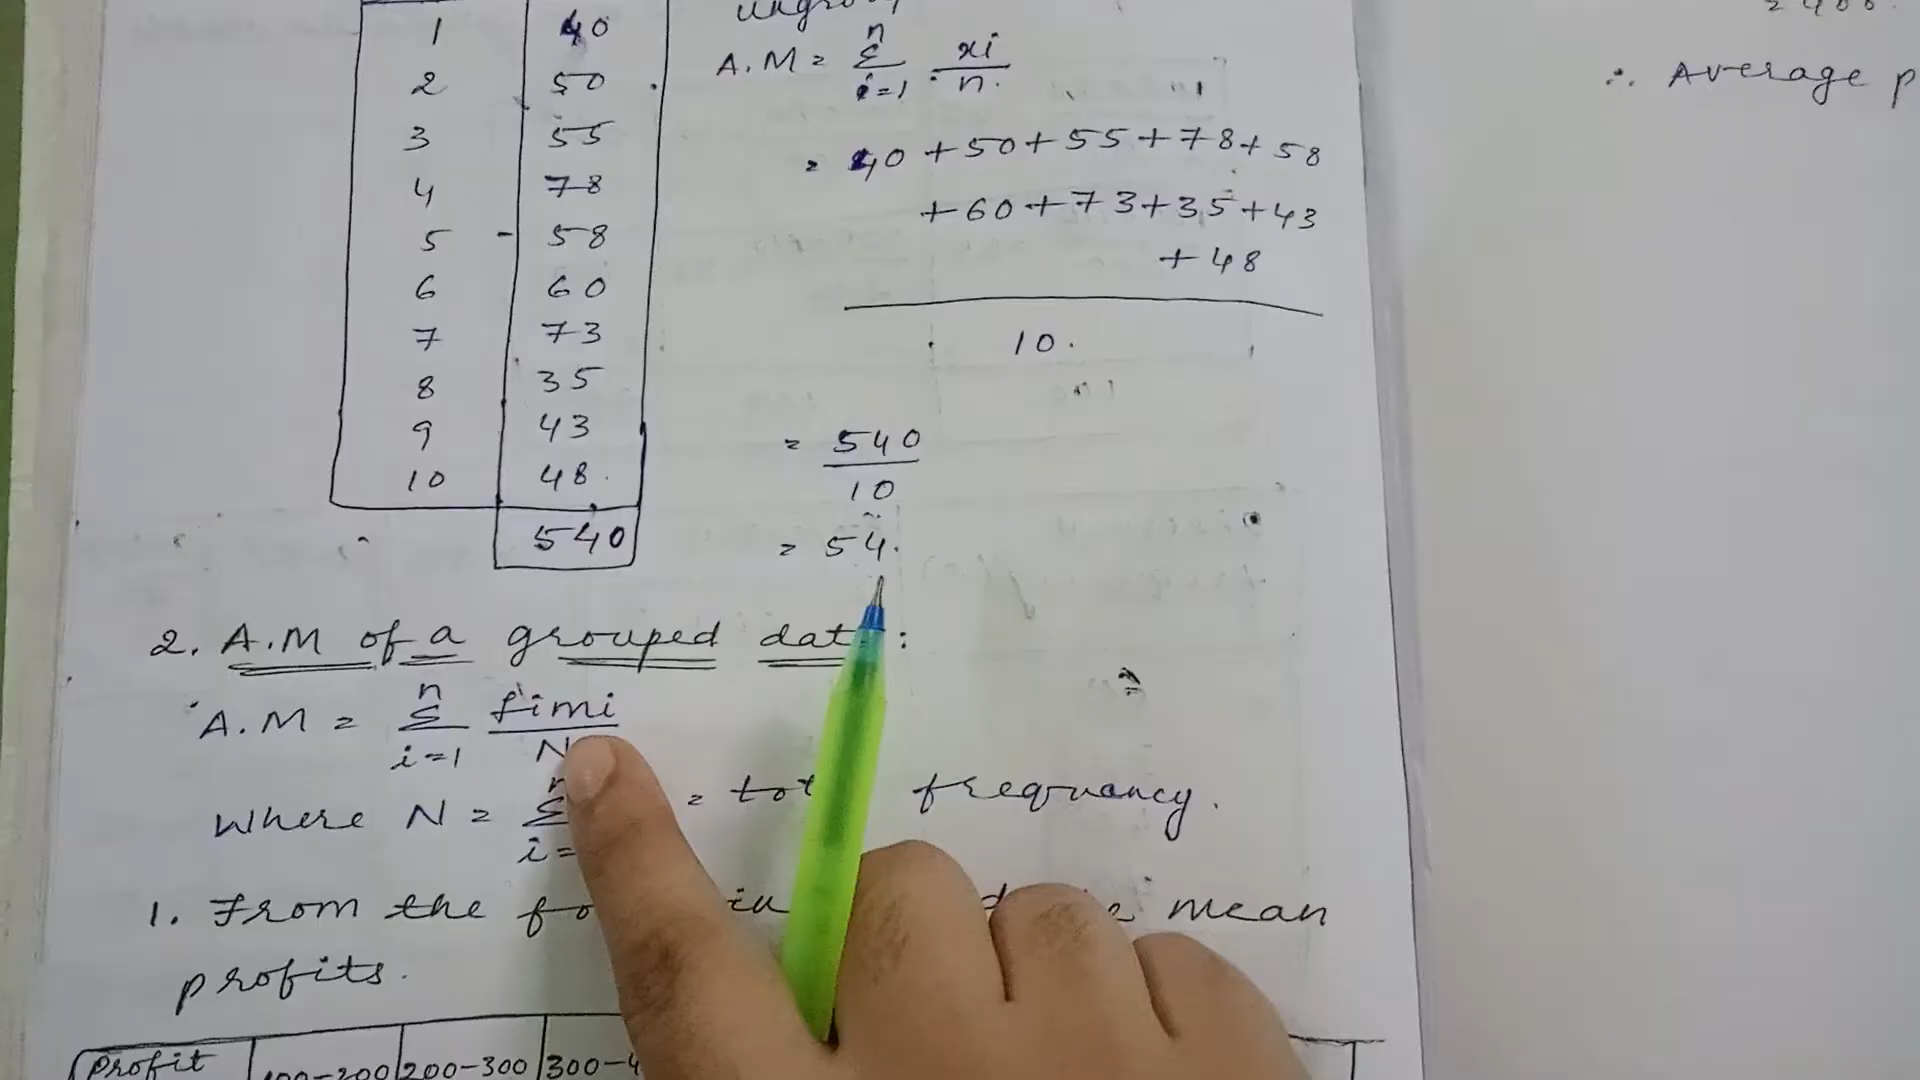 1 40
2 50
3 55
4 78
5 - 58
6 60
7 73
8 35
9 43
10 48.
540
A.M = n Σ i=1 xi/n.
= 40 + 50 + 55 + 78 + 58
+ 60 + 73 + 35 + 43
+ 48
10.
= 540/10
= 54.
2. A.M of a grouped data:
A.M = n Σ i=1 fimi/N
Where N = Σ i= = frequency.
1. From the mean
profits.
Profit 200-300
∴ Average